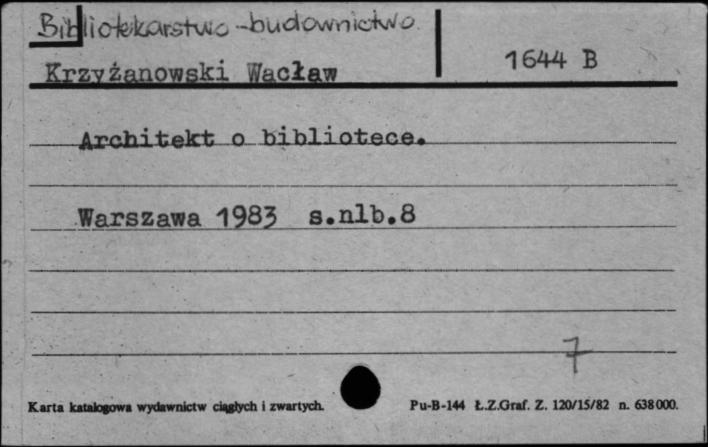 Bibliotekarstwo - budownictwo.
Krzyżanowski Wacław
1644 B
Architekt o bibliotece.
Warszawa 1983 s.nlb.8
7
Karta katalogowa wydawnictw ciągłych i zwartych.
Pu-B-144 Ł.Z.Graf. Z. 120/15/82 n. 638000.